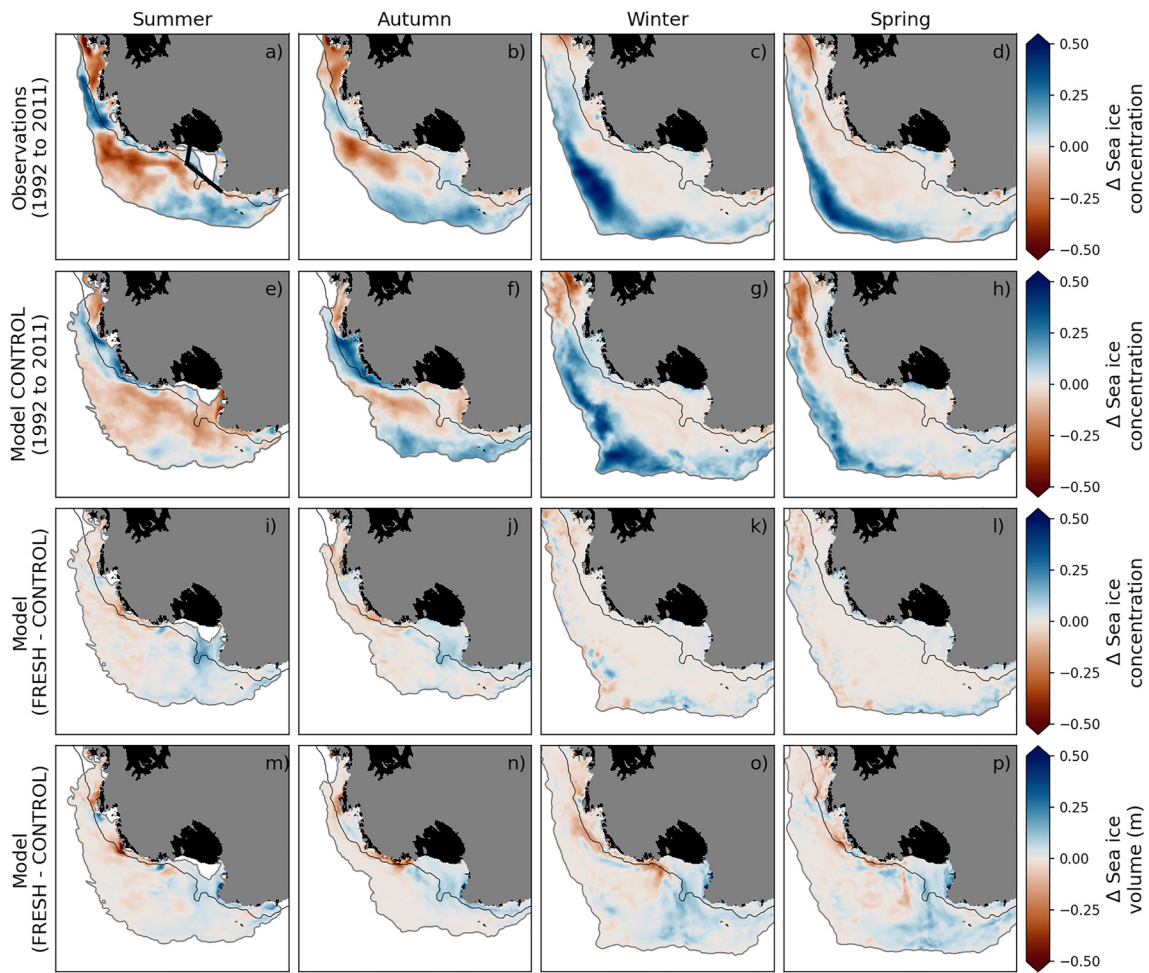 Summer Autumn Winter Spring
a) b) c) d)
Observations
(1992 to 2011)
0.50
0.25
0.00
−0.25
−0.50
Δ Sea ice
concentration
e) f) g) h)
Model CONTROL
(1992 to 2011)
0.50
0.25
0.00
−0.25
−0.50
Δ Sea ice
concentration
i) j) k) l)
Model
(FRESH - CONTROL)
0.50
0.25
0.00
−0.25
−0.50
Δ Sea ice
concentration
m) n) o) p)
Model
(FRESH - CONTROL)
0.50
0.25
0.00
−0.25
−0.50
Δ Sea ice
volume (m)